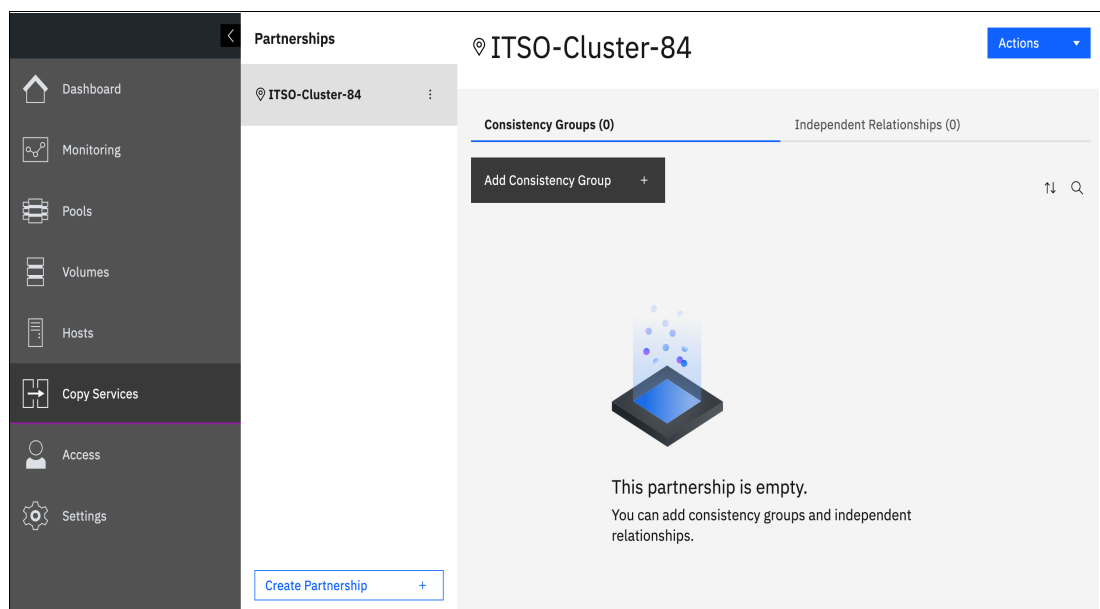 Dashboard
Monitoring
Pools
Volumes
Hosts
Copy Services
Access
Settings
Partnerships
ITSO-Cluster-84
Create Partnership +
ITSO-Cluster-84
Actions
Consistency Groups (0)
Independent Relationships (0)
Add Consistency Group +
This partnership is empty.
You can add consistency groups and independent
relationships.